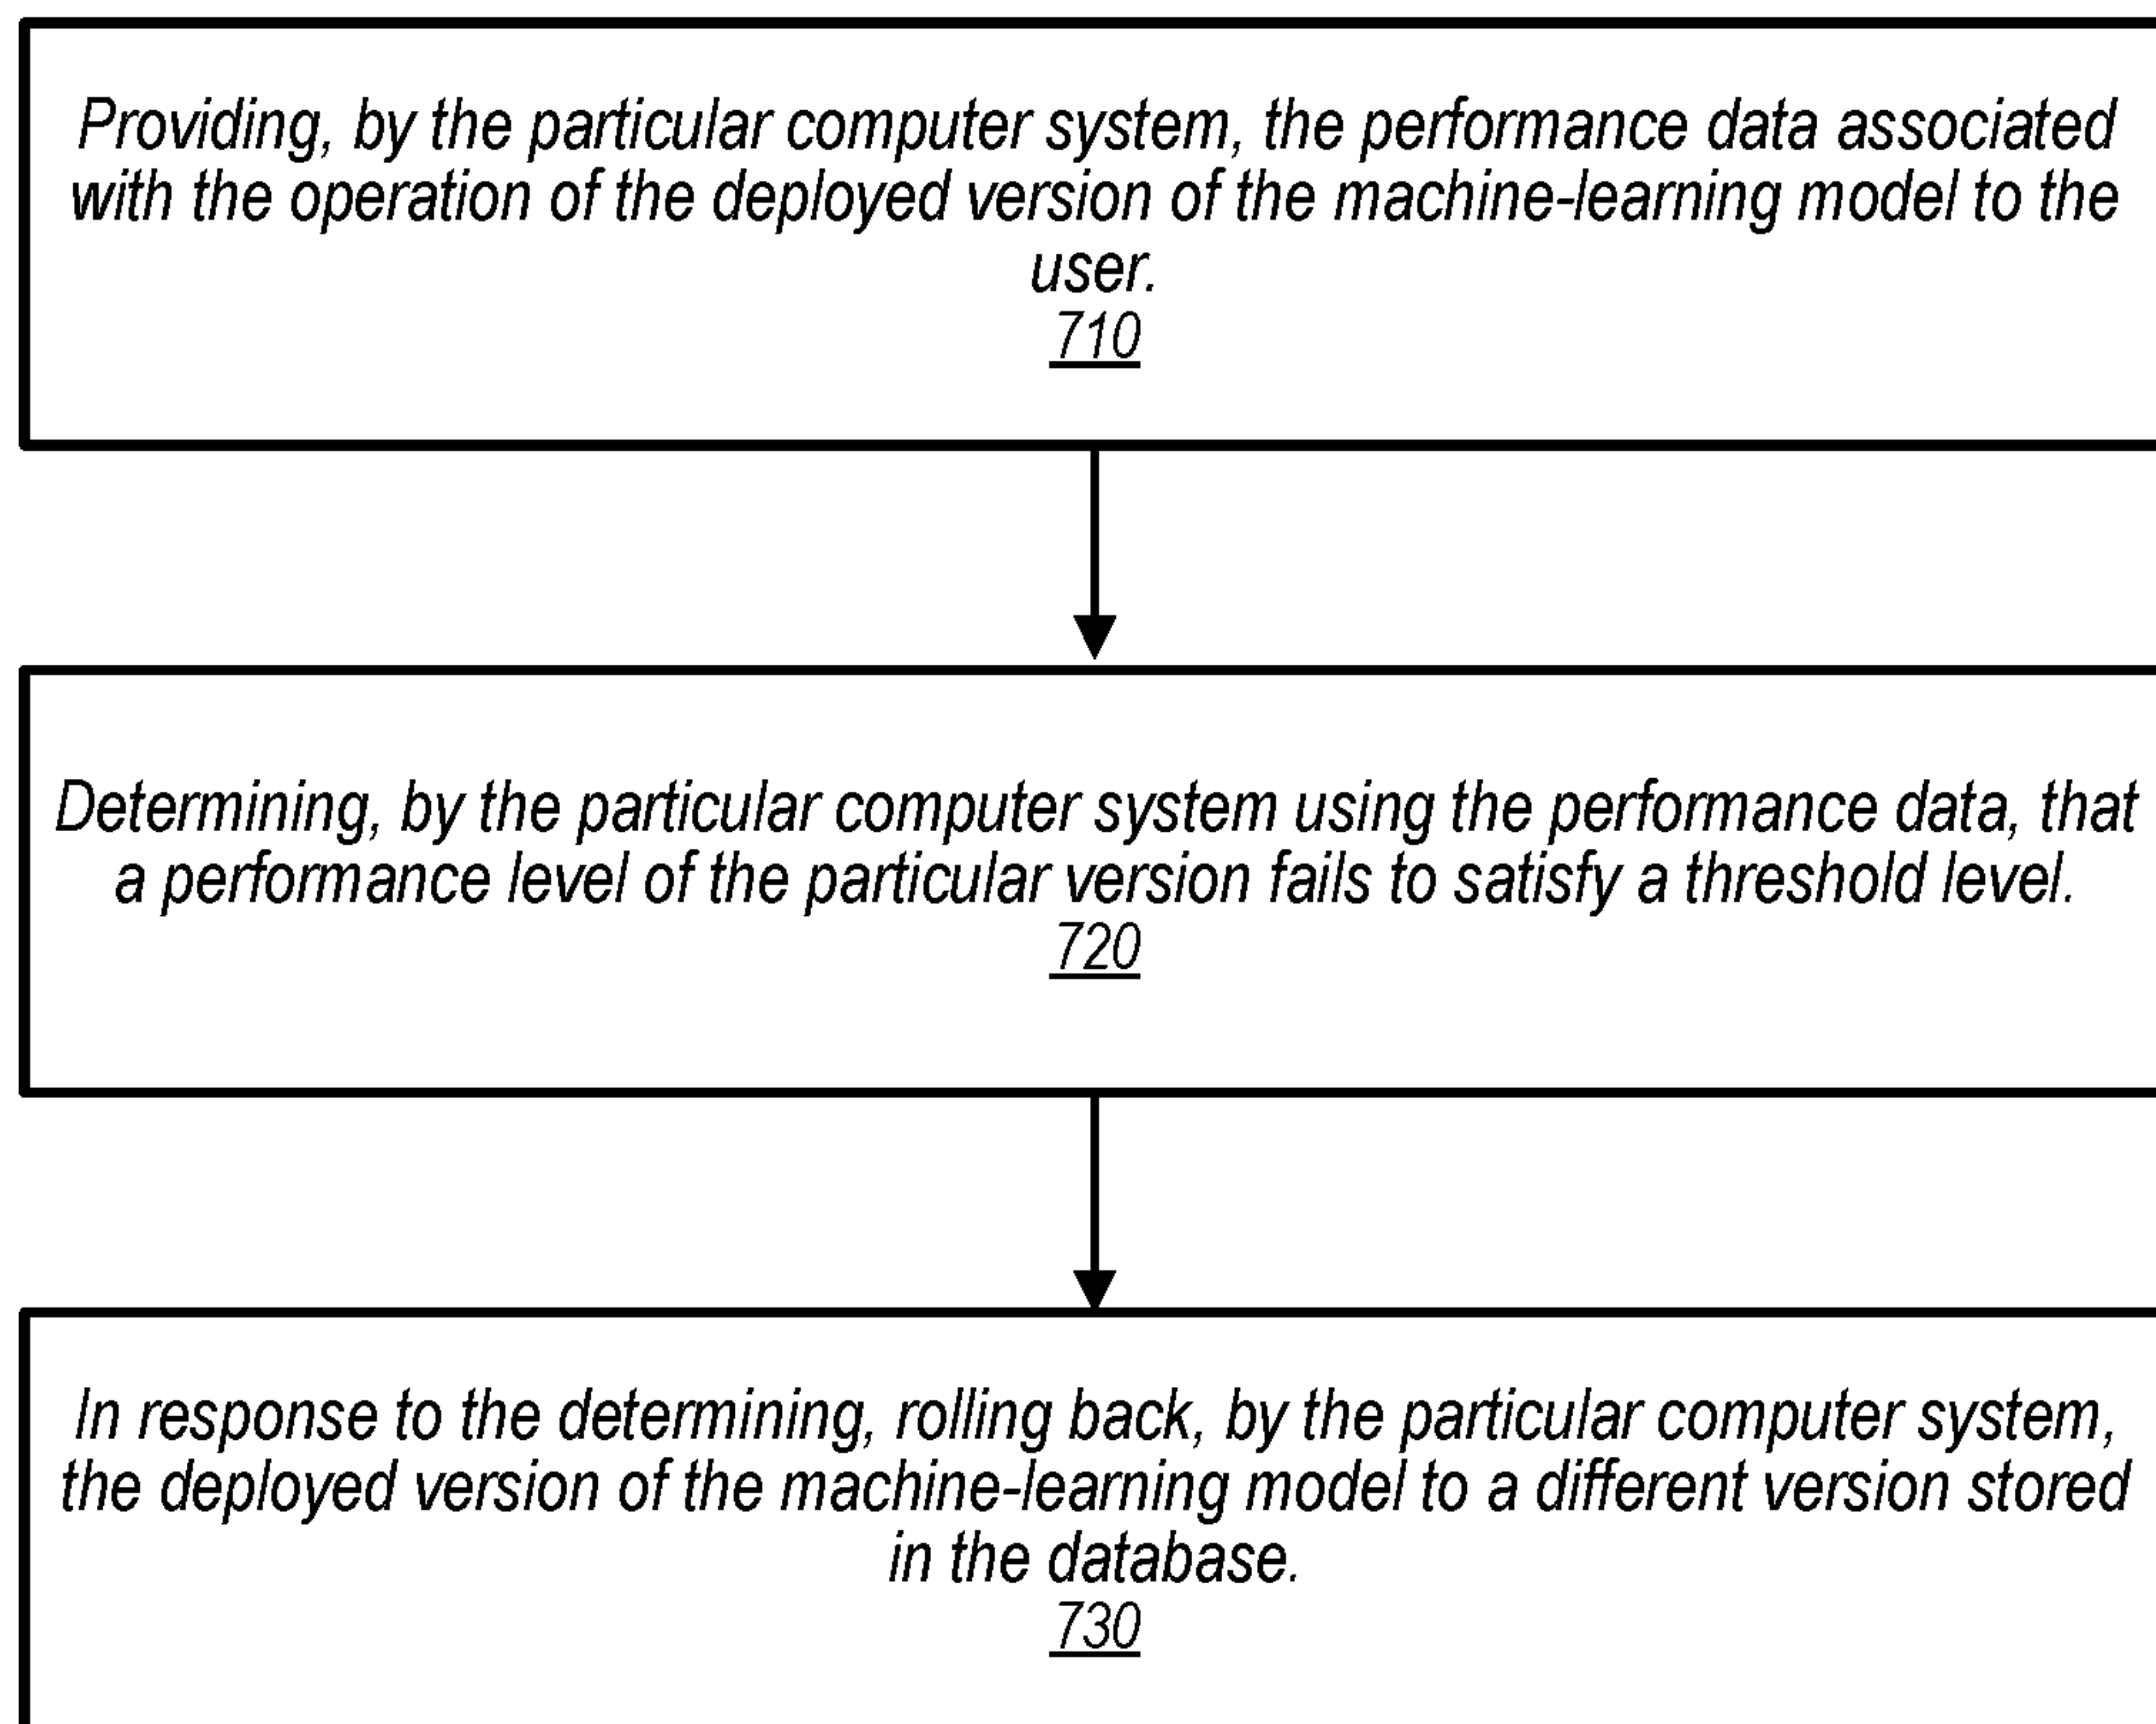 Providing, by the particular computer system, the performance data associated
with the operation of the deployed version of the machine-learning model to the
user.
710
Determining, by the particular computer system using the performance data, that
a performance level of the particular version fails to satisfy a threshold level.
720
In response to the determining, rolling back, by the particular computer system,
the deployed version of the machine-learning model to a different version stored
in the database.
730